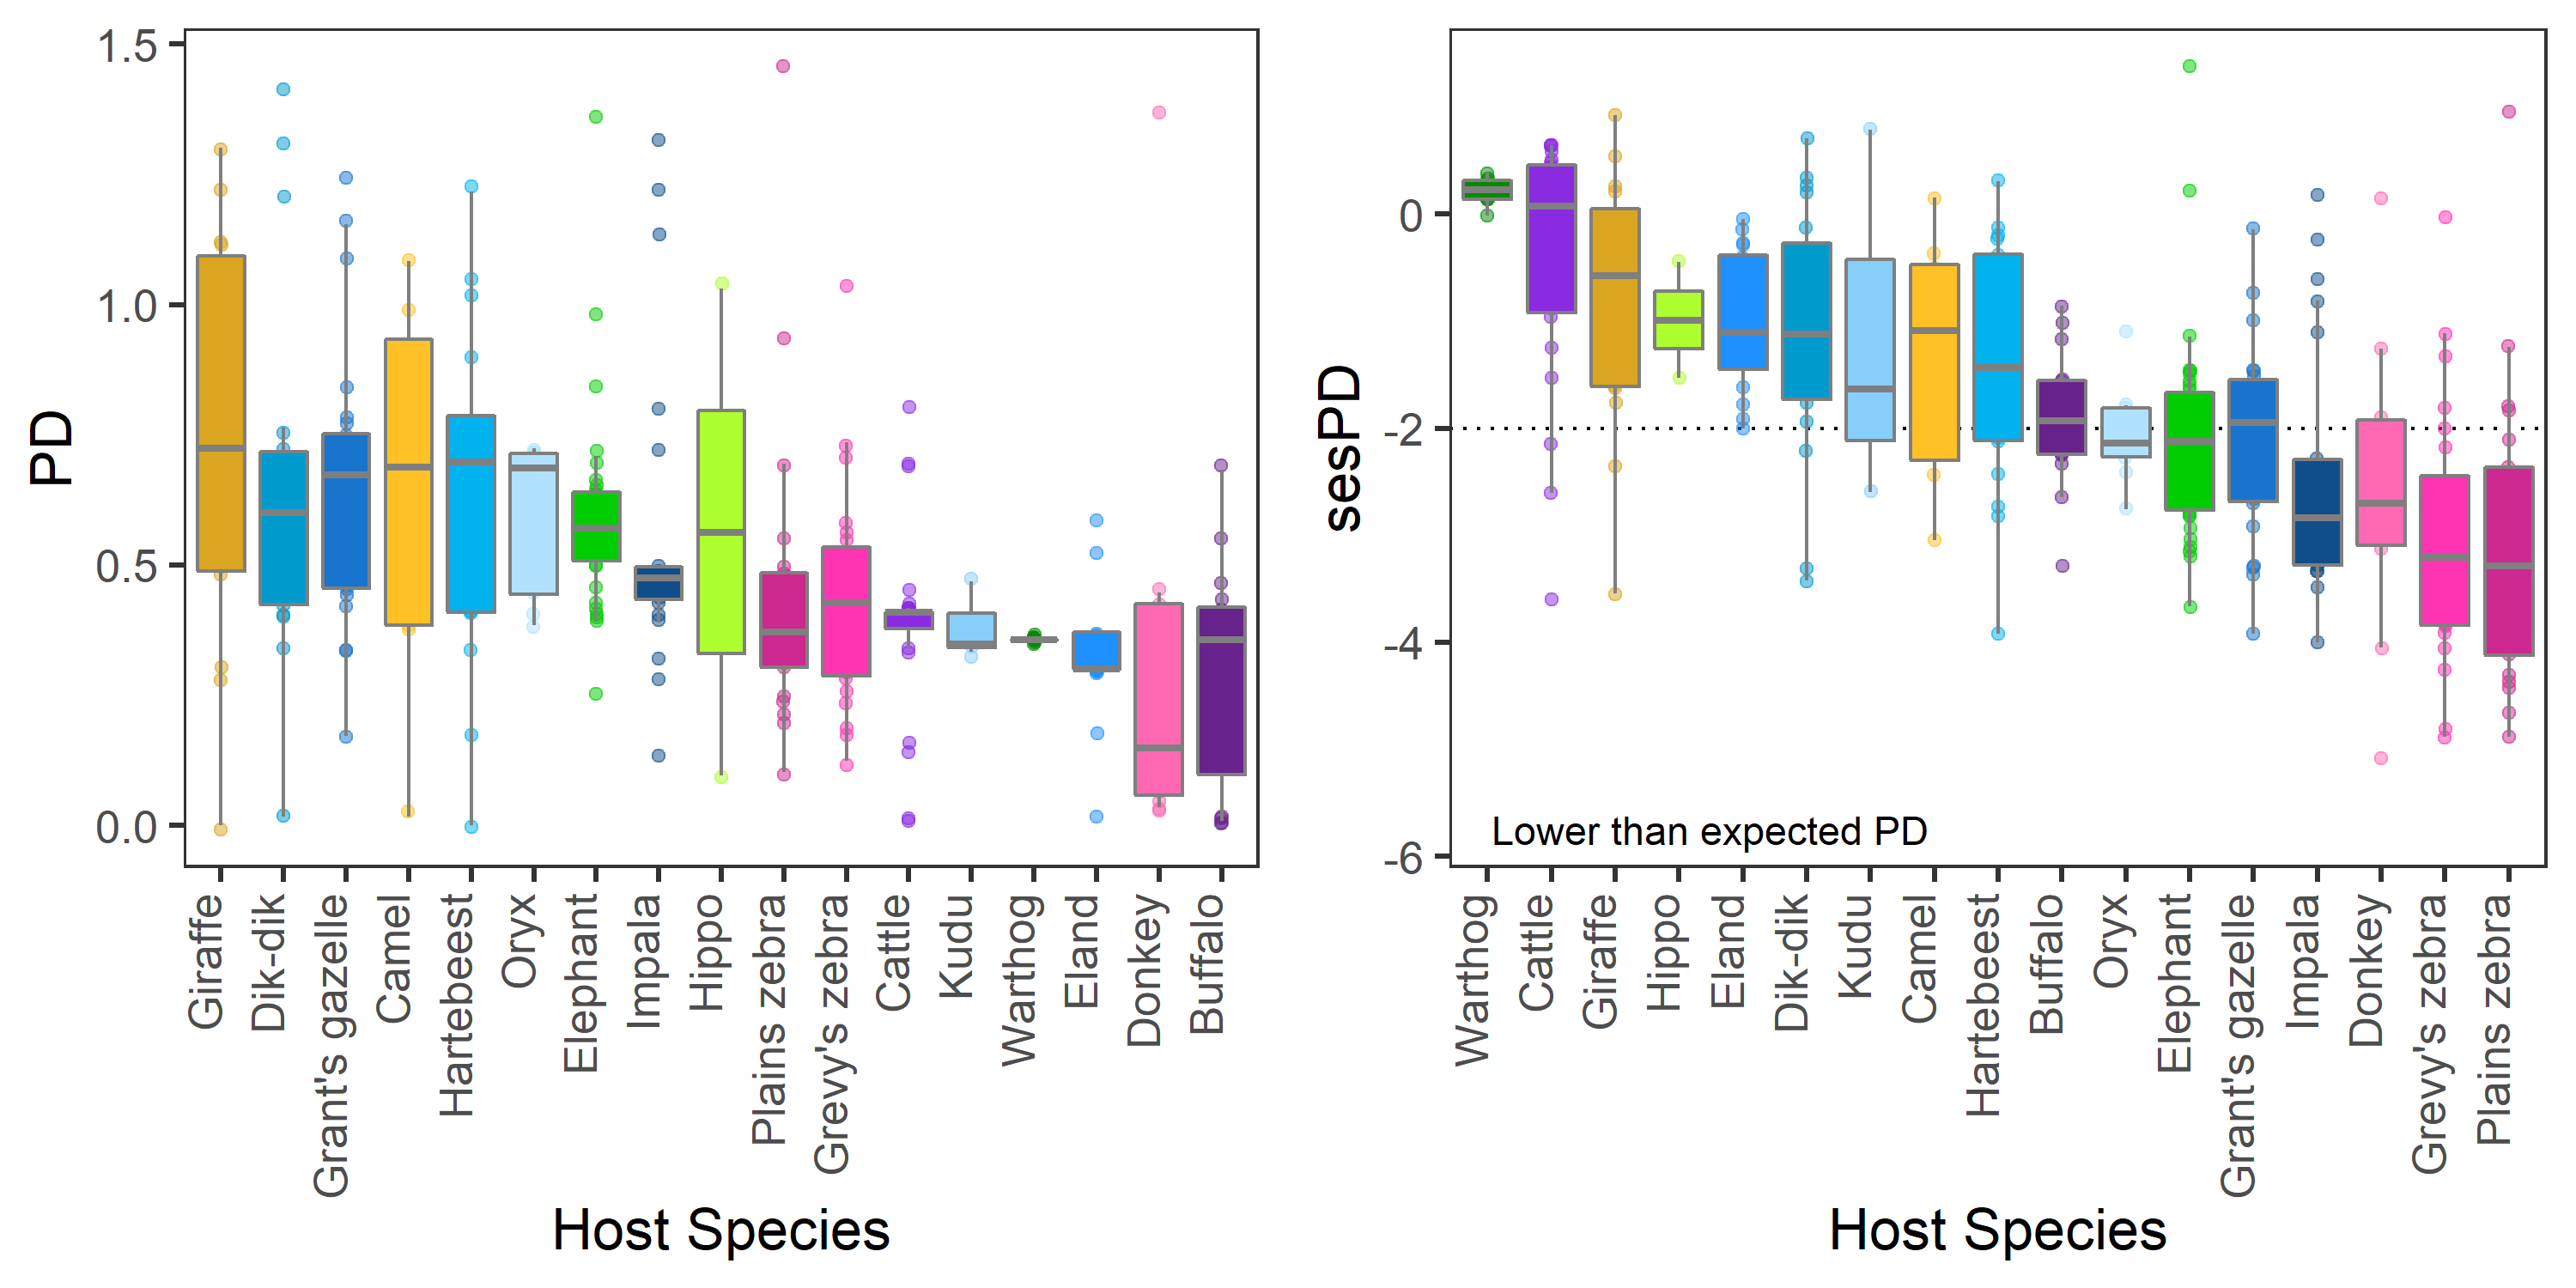 1.5
1.0
0.5
0.0
PD
Giraffe
Dik-dik
Grant's gazelle
Camel
Hartebeest
Oryx
Elephant
Impala
Hippo
Plains zebra
Grevy's zebra
Cattle
Kudu
Warthog
Eland
Donkey
Buffalo
Host Species
0
-2
-4
-6
sesPD
Lower than expected PD
Warthog
Cattle
Giraffe
Hippo
Eland
Dik-dik
Kudu
Camel
Hartebeest
Buffalo
Oryx
Elephant
Grant's gazelle
Impala
Donkey
Grevy's zebra
Plains zebra
Host Species